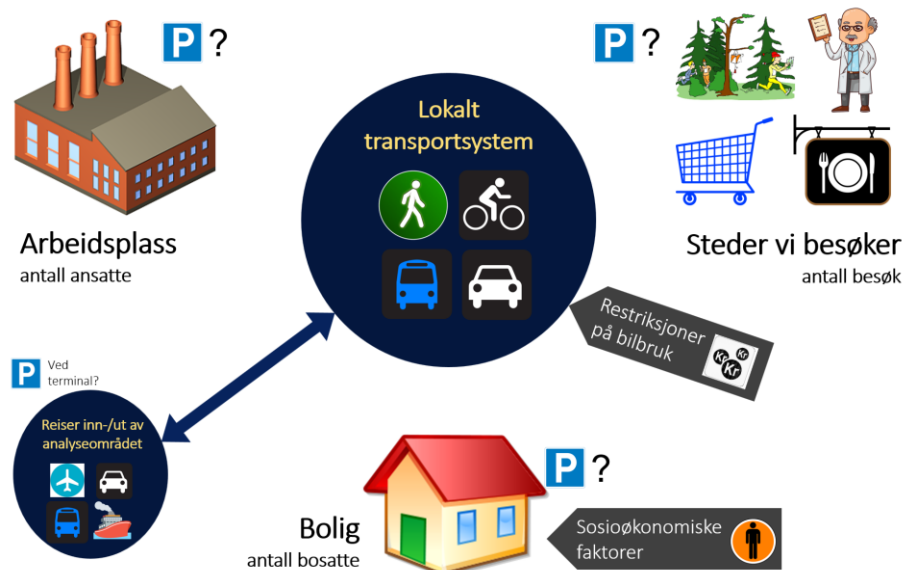 P ?
Arbeidsplass
antall ansatte
Lokalt
transportsystem
P ?
Steder vi besøker
antall besøk
Restriksjoner
på bilbruk
Kr
Kr
Kr
P Ved
terminal?
Reiser inn-/ut av
analyseområdet
P ?
Bolig
antall bosatte
Sosioøkonomiske
faktorer